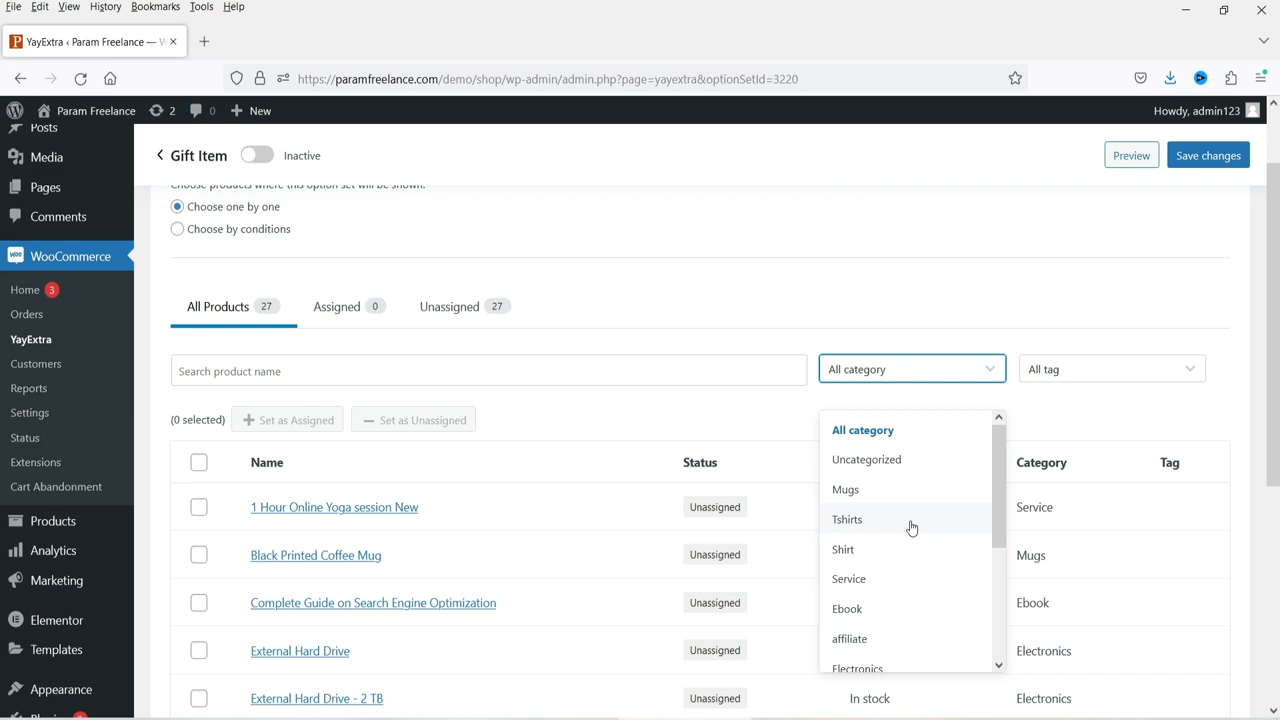 File Edit View History Bookmarks Tools Help
YayExtra ‹ Param Freelance —
https://paramfreelance.com/demo/shop/wp-admin/admin.php?page=yayextra&optionSetId=3220
Param Freelance 2 0 New Howdy, admin123
Posts
Media
Pages
Comments
WooCommerce
Home 3
Orders
YayExtra
Customers
Reports
Settings
Status
Extensions
Cart Abandonment
Products
Analytics
Marketing
Elementor
Templates
Appearance
Gift Item Inactive Preview Save changes
Choose products where this option set will be shown.
Choose one by one
Choose by conditions
All Products 27 Assigned 0 Unassigned 27
Search product name All category All tag
(0 selected) Set as Assigned Set as Unassigned
All category
Uncategorized
Mugs
Tshirts
Shirt
Service
Ebook
affiliate
Electronics
Name Status Category Tag
1 Hour Online Yoga session New Unassigned Service
Black Printed Coffee Mug Unassigned Mugs
Complete Guide on Search Engine Optimization Unassigned Ebook
External Hard Drive Unassigned Electronics
External Hard Drive - 2 TB Unassigned In stock Electronics